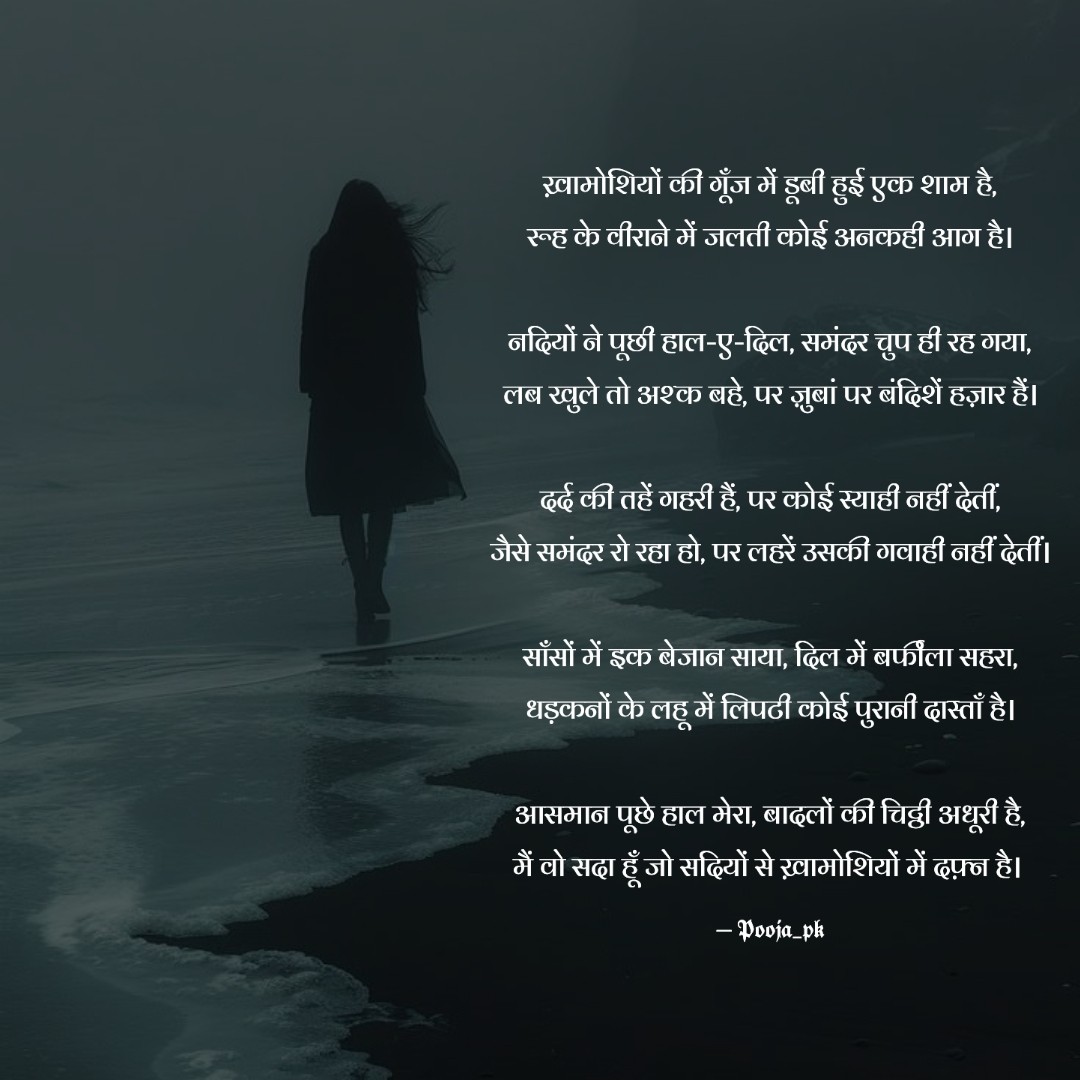 ख़ामोशियों की गूँज में डूबी हुई एक शाम है,
रूह के वीराने में जलती कोई अनकही आग है।
नदियों ने पूछी हाल-ए-दिल, समंदर चुप ही रह गया,
लब खुले तो अश्क बहे, पर ज़ुबां पर बंदिशें हज़ार हैं।
दर्द की तहें गहरी हैं, पर कोई स्याही नहीं देतीं,
जैसे समंदर रो रहा हो, पर लहरें उसकी गवाही नहीं देतीं।
साँसों में इक बेजान साया, दिल में बर्फीला सहरा,
धड़कनों के लहू में लिपटी कोई पुरानी दास्ताँ है।
आसमान पूछे हाल मेरा, बादलों की चिट्ठी अधूरी है,
मैं वो सदा हूँ जो सदियों से ख़ामोशियों में दफ़्न है।
— Pooja_pk